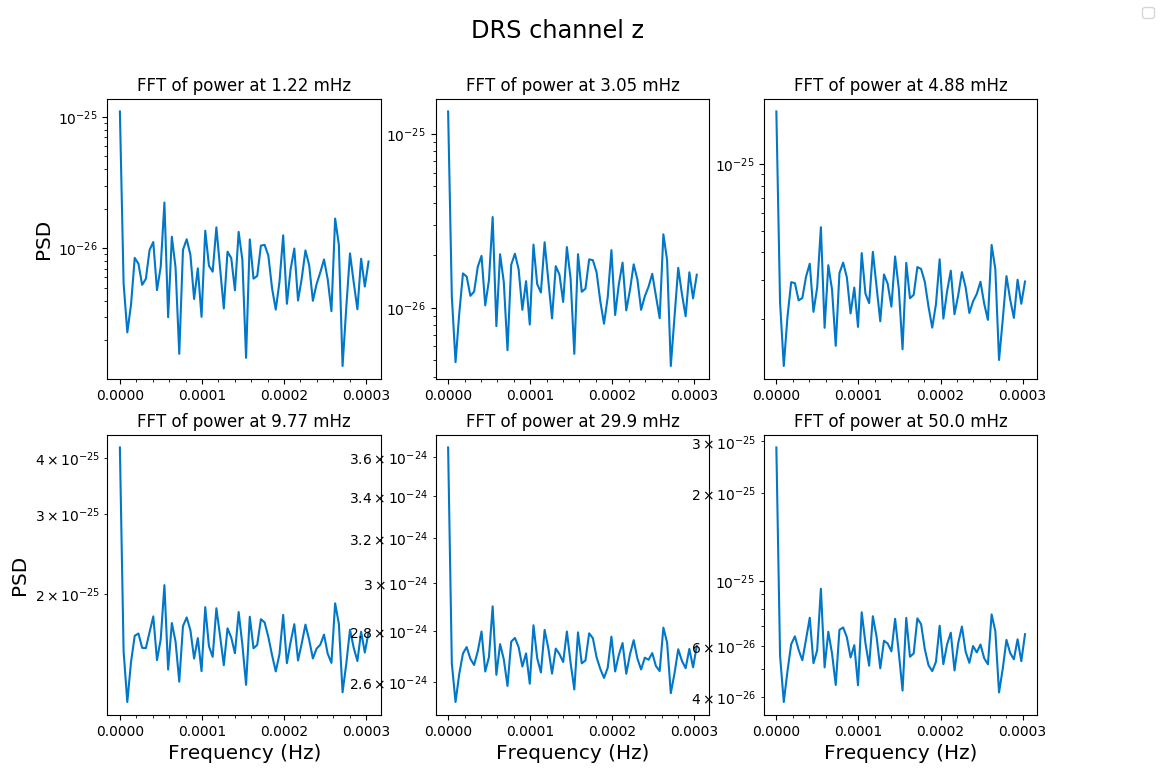 DRS channel z
FFT of power at 1.22 mHz
FFT of power at 3.05 mHz
FFT of power at 4.88 mHz
10⁻²⁵
10⁻²⁶
PSD
0.0000 0.0001 0.0002 0.0003
10⁻²⁵
10⁻²⁶
0.0000 0.0001 0.0002 0.0003
10⁻²⁵
0.0000 0.0001 0.0002 0.0003
FFT of power at 9.77 mHz
FFT of power at 29.9 mHz
FFT of power at 50.0 mHz
4 × 10⁻²⁵
3 × 10⁻²⁵
2 × 10⁻²⁵
PSD
0.0000 0.0001 0.0002 0.0003
Frequency (Hz)
3.6 × 10⁻²⁴
3.4 × 10⁻²⁴
3.2 × 10⁻²⁴
3 × 10⁻²⁴
2.8 × 10⁻²⁴
2.6 × 10⁻²⁴
0.0000 0.0001 0.0002 0.0003
Frequency (Hz)
3 × 10⁻²⁵
2 × 10⁻²⁵
10⁻²⁵
6 × 10⁻²⁶
4 × 10⁻²⁶
0.0000 0.0001 0.0002 0.0003
Frequency (Hz)